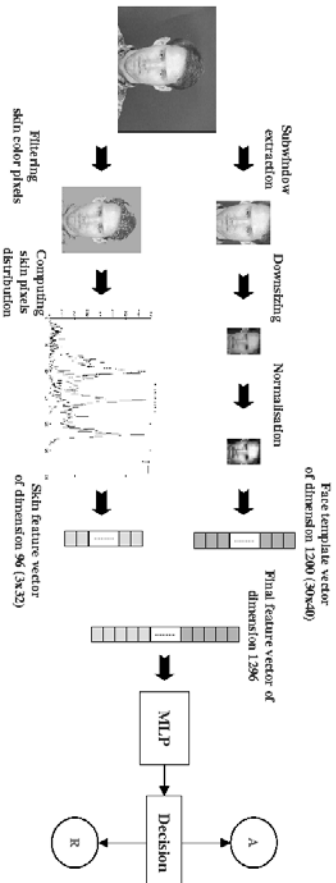 Subwindow
extraction
Downsizing
Normalisation
Face template vector
of dimension 1200 (30x40)
Filtering
skin color pixels
Computing
skin pixels
distribution
Skin feature vector
of dimension 96 (3x32)
Final feature vector of
dimension 1296
MLP
Decision
A
R